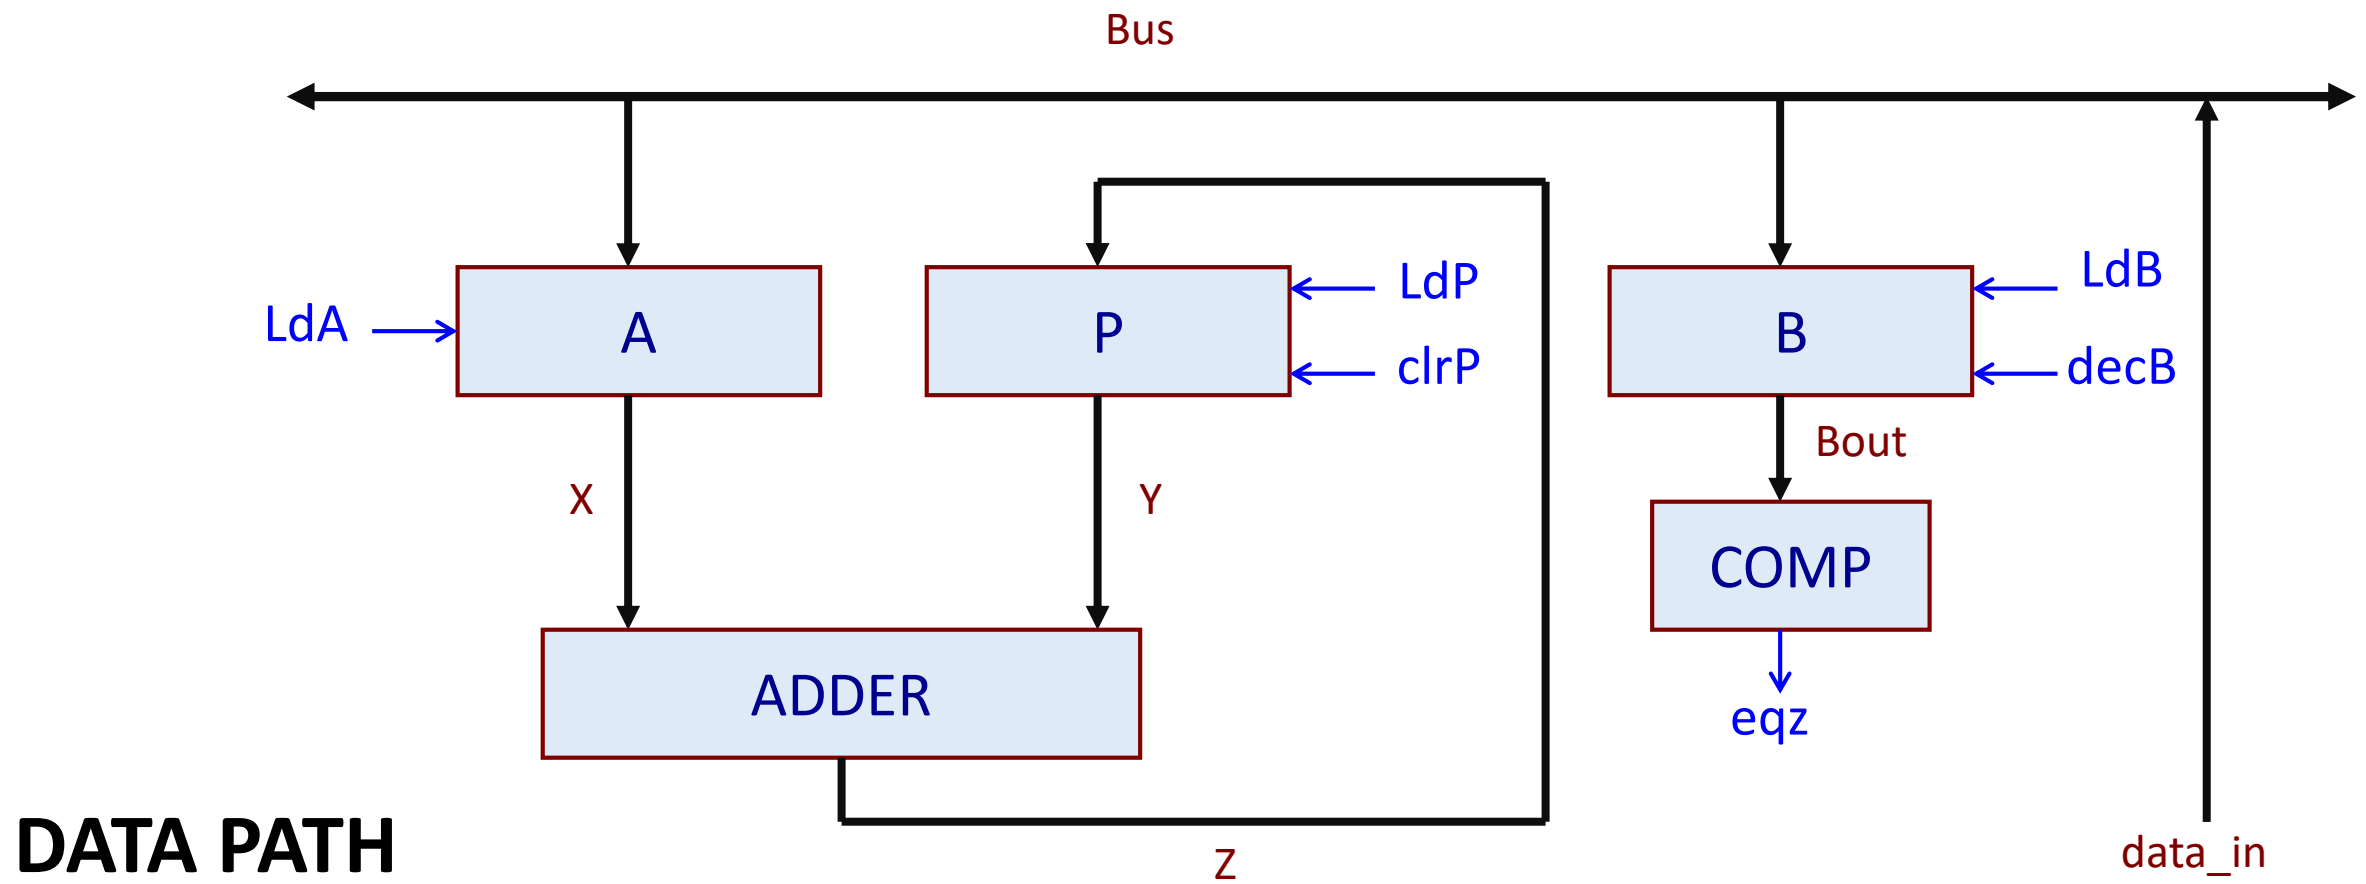 Bus
LdA
A
P
LdP
clrP
B
LdB
decB
X
Y
Bout
COMP
ADDER
eqz
DATA PATH
Z
data_in